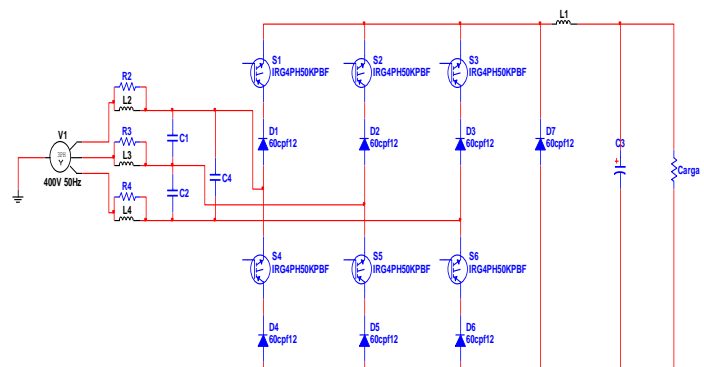 L1
S1
IRG4PH50KPBF
S2
IRG4PH50KPBF
S3
IRG4PH50KPBF
R2
L2
V1
R3
L3
Y
400V 50Hz
R4
L4
C1
C2
C4
D1
60cpf12
D2
60cpf12
D3
60cpf12
D7
60cpf12
C3
+
Carga
S4
IRG4PH50KPBF
S5
IRG4PH50KPBF
S6
IRG4PH50KPBF
D4
60cpf12
D5
60cpf12
D6
60cpf12